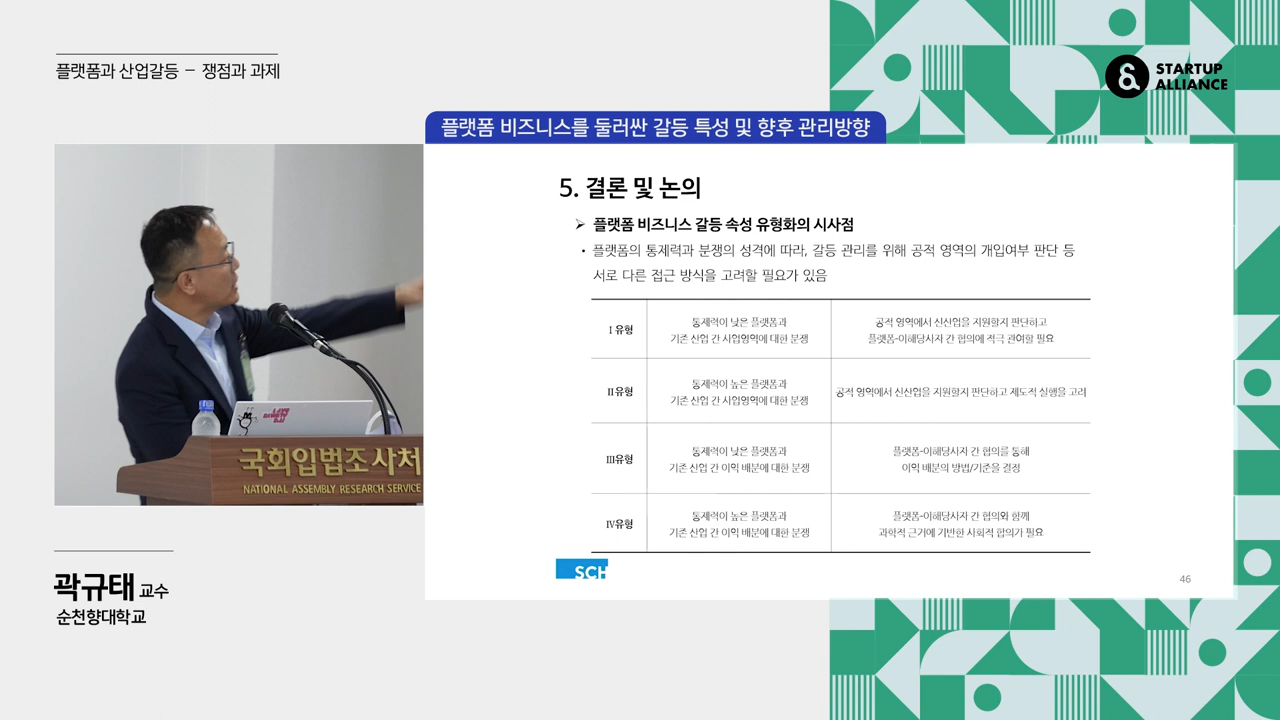 플랫폼과 산업갈등 – 쟁점과 과제
STARTUP
ALLIANCE
플랫폼 비즈니스를 둘러싼 갈등 특성 및 향후 관리방향
5. 결론 및 논의
➢ 플랫폼 비즈니스 갈등 속성 유형화의 시사점
• 플랫폼의 통제력과 분쟁의 성격에 따라, 갈등 관리를 위해 공적 영역의 개입여부 판단 등
서로 다른 접근 방식을 고려할 필요가 있음
I 유형
통제력이 낮은 플랫폼과
기존 산업 간 사업영역에 대한 분쟁
공적 영역에서 신산업을 지원할지 판단하고
플랫폼-이해당사자 간 협의에 적극 관여할 필요
II유형
통제력이 높은 플랫폼과
기존 산업 간 사업영역에 대한 분쟁
공적 영역에서 신산업을 지원할지 판단하고 제도적 실행을 고려
III유형
통제력이 낮은 플랫폼과
기존 산업 간 이익 배분에 대한 분쟁
플랫폼-이해당사자 간 협의를 통해
이익 배분의 방법/기준을 결정
IV유형
통제력이 높은 플랫폼과
기존 산업 간 이익 배분에 대한 분쟁
플랫폼-이해당사자 간 협의와 함께
과학적 근거에 기반한 사회적 합의가 필요
SCH
46
국회입법조사처
NATIONAL ASSEMBLY RESEARCH SERVICE
곽규태 교수
순천향대학교